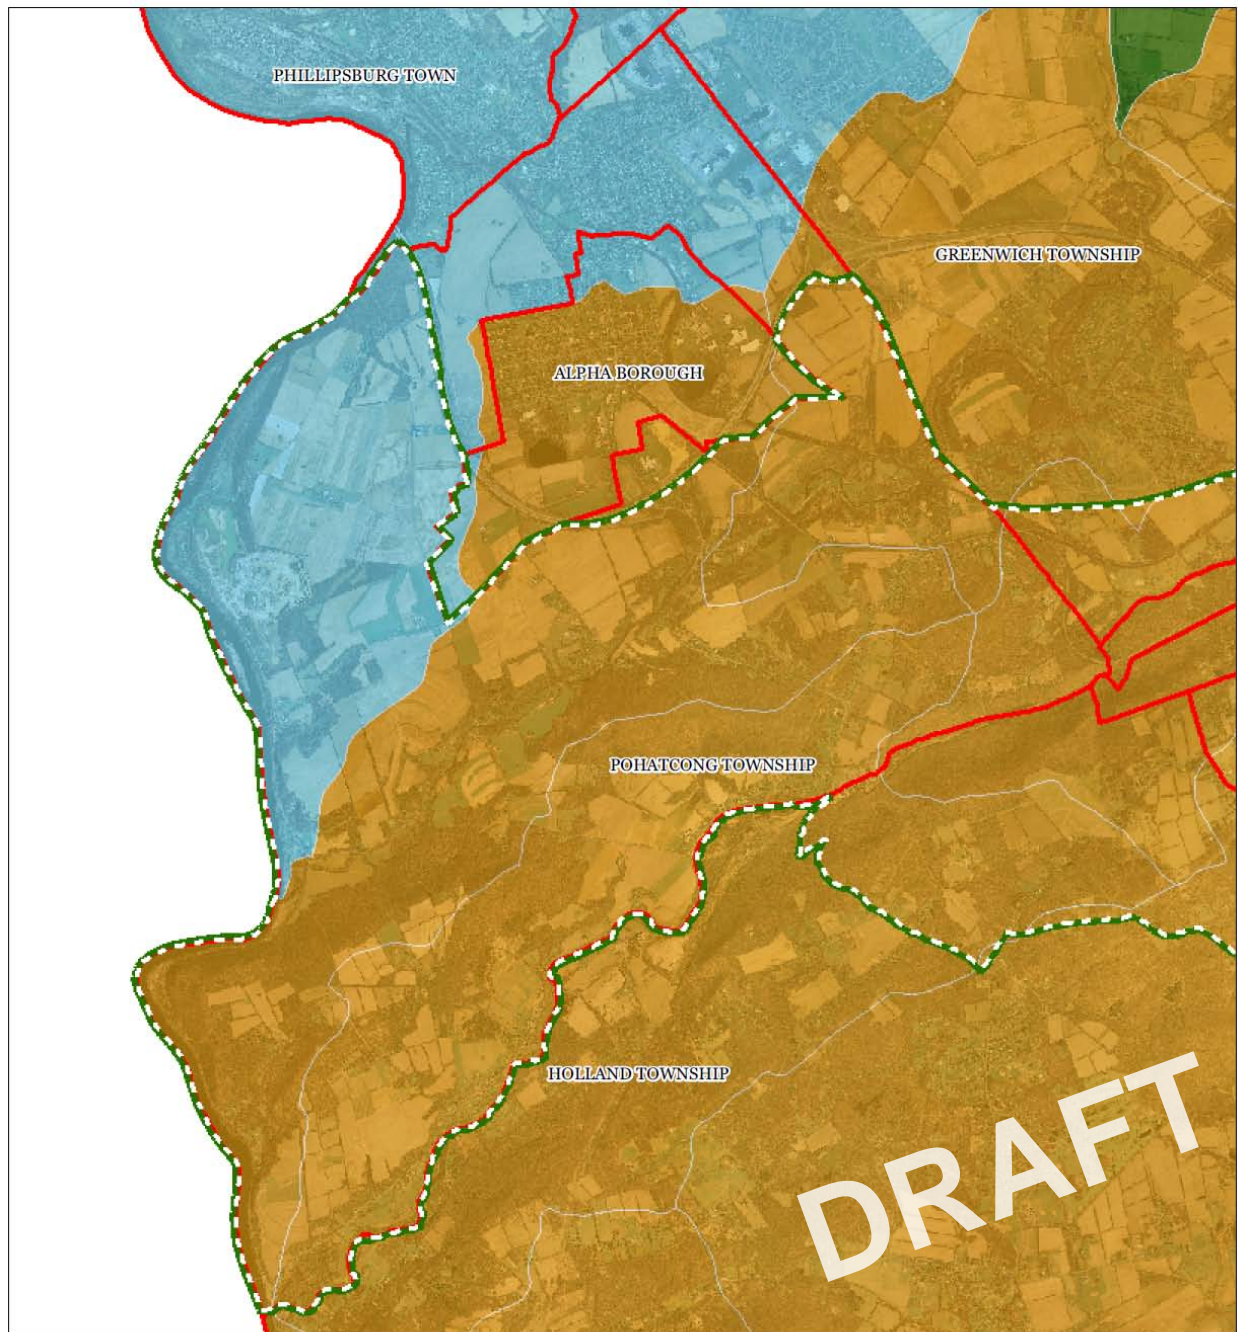 PHILLIPSBURG TOWN
GREENWICH TOWNSHIP
ALPHA BOROUGH
POHATCONG TOWNSHIP
HOLLAND TOWNSHIP
DRAFT